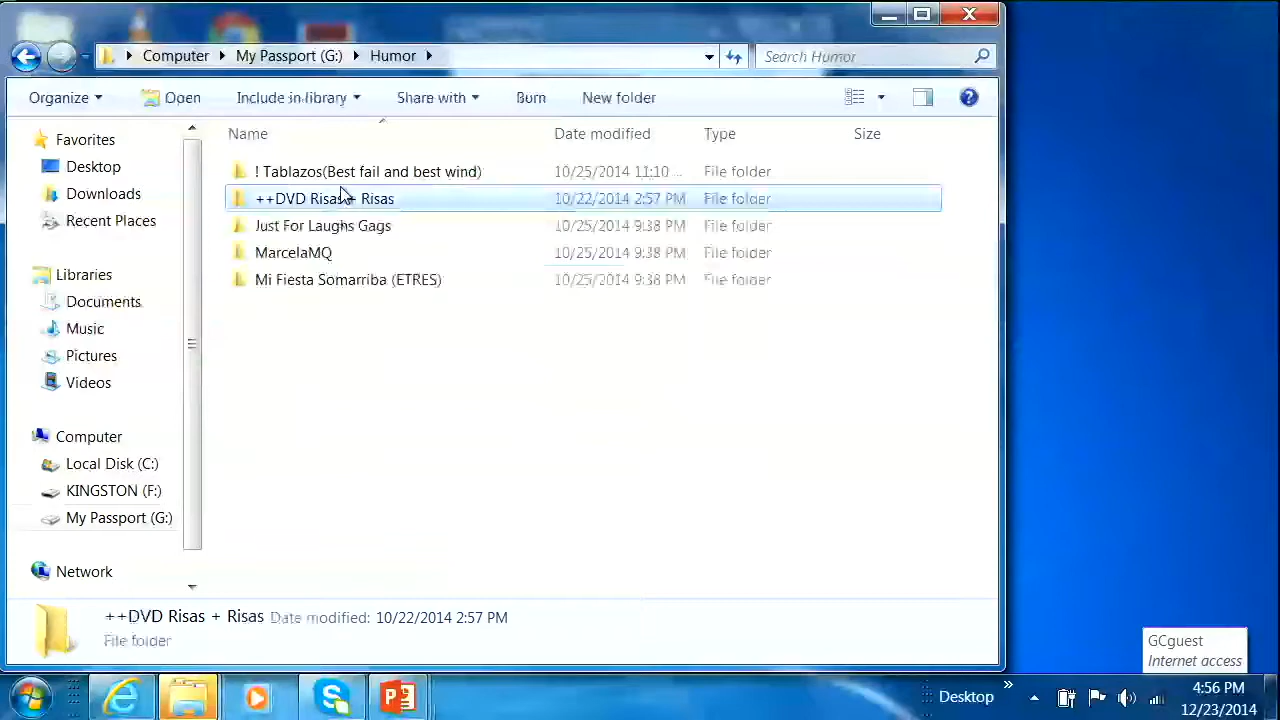 Computer ▸ My Passport (G:) ▸ Humor ▸
Search Humor
Organize Open Include in library Share with Burn New folder
Name Date modified Type Size
Favorites
Desktop
Downloads
Recent Places
Libraries
Documents
Music
Pictures
Videos
Computer
Local Disk (C:)
KINGSTON (F:)
My Passport (G:)
Network
! Tablazos(Best fail and best wind) 10/25/2014 11:10 ... File folder
++DVD Risas + Risas 10/22/2014 2:57 PM File folder
Just For Laughs Gags 10/25/2014 9:38 PM File folder
MarcelaMQ 10/25/2014 9:38 PM File folder
Mi Fiesta Somarriba (ETRES) 10/25/2014 9:38 PM File folder
++DVD Risas + Risas Date modified: 10/22/2014 2:57 PM
File folder
GCguest
Internet access
Desktop »
4:56 PM
12/23/2014